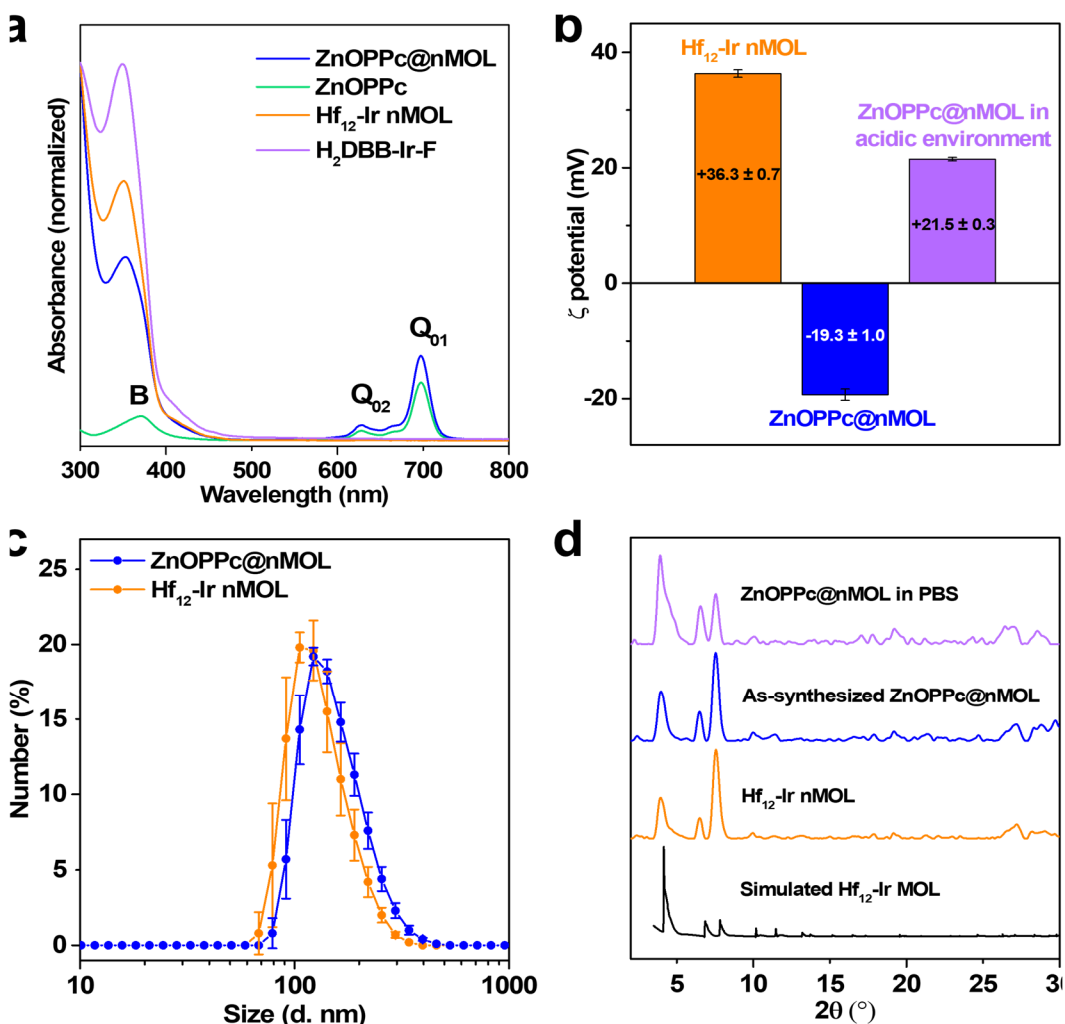 a
ZnOPPc@nMOL
ZnOPPc
Hf₁₂-Ir nMOL
H₂DBB-Ir-F
B
Q₀₂
Q₀₁
Absorbance (normalized)
300 400 500 600 700 800
Wavelength (nm)
b
Hf₁₂-Ir nMOL
ZnOPPc@nMOL in
acidic environment
+36.3 ± 0.7
+21.5 ± 0.3
-19.3 ± 1.0
ZnOPPc@nMOL
40
20
0
-20
ζ potential (mV)
c
ZnOPPc@nMOL
Hf₁₂-Ir nMOL
25
20
15
10
5
0
Number (%)
10 100 1000
Size (d. nm)
d
ZnOPPc@nMOL in PBS
As-synthesized ZnOPPc@nMOL
Hf₁₂-Ir nMOL
Simulated Hf₁₂-Ir MOL
5 10 15 20 25 30
2θ (°)